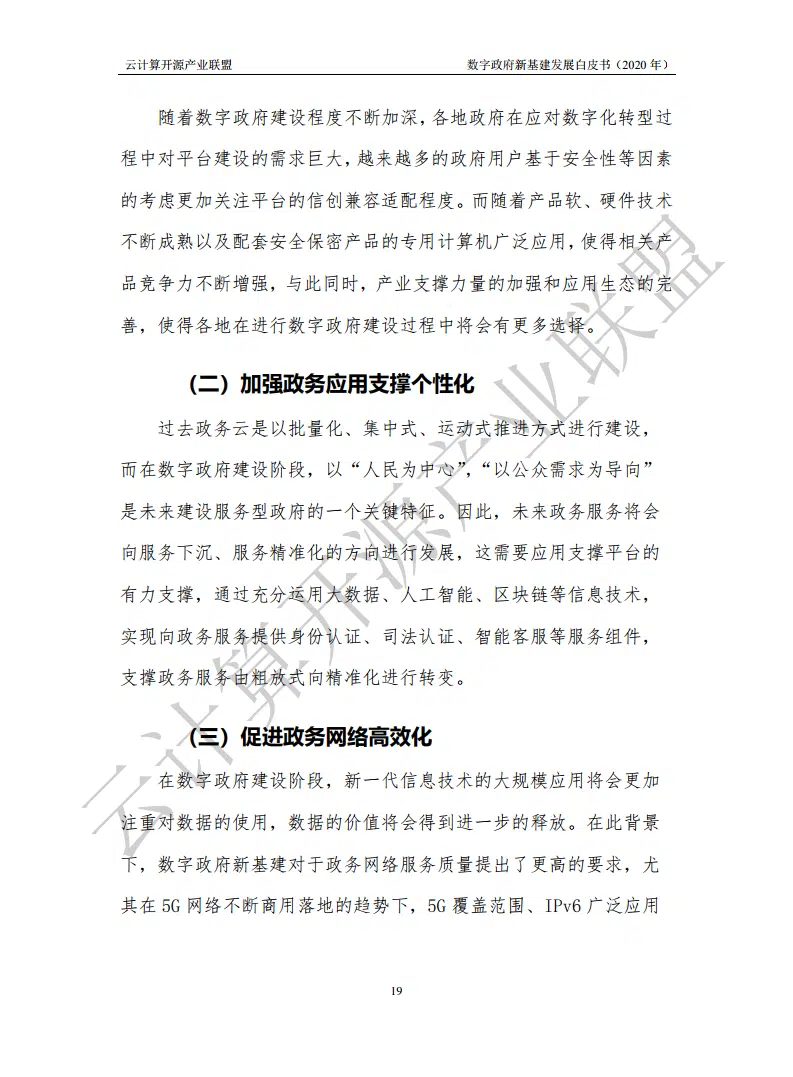 云计算开源产业联盟
数字政府新基建发展白皮书（2020 年）
随着数字政府建设程度不断加深，各地政府在应对数字化转型过
程中对平台建设的需求巨大，越来越多的政府用户基于安全性等因素
的考虑更加关注平台的信创兼容适配程度。而随着产品软、硬件技术
不断成熟以及配套安全保密产品的专用计算机广泛应用，使得相关产
品竞争力不断增强，与此同时，产业支撑力量的加强和应用生态的完
善，使得各地在进行数字政府建设过程中将会有更多选择。
（二）加强政务应用支撑个性化
过去政务云是以批量化、集中式、运动式推进方式进行建设，
而在数字政府建设阶段，以“人民为中心”，“以公众需求为导向”
是未来建设服务型政府的一个关键特征。因此，未来政务服务将会
向服务下沉、服务精准化的方向进行发展，这需要应用支撑平台的
有力支撑，通过充分运用大数据、人工智能、区块链等信息技术，
实现向政务服务提供身份认证、司法认证、智能客服等服务组件，
支撑政务服务由粗放式向精准化进行转变。
（三）促进政务网络高效化
在数字政府建设阶段，新一代信息技术的大规模应用将会更加
注重对数据的使用，数据的价值将会得到进一步的释放。在此背景
下，数字政府新基建对于政务网络服务质量提出了更高的要求，尤
其在 5G 网络不断商用落地的趋势下，5G 覆盖范围、IPv6 广泛应用
19
云计算开源产业联盟